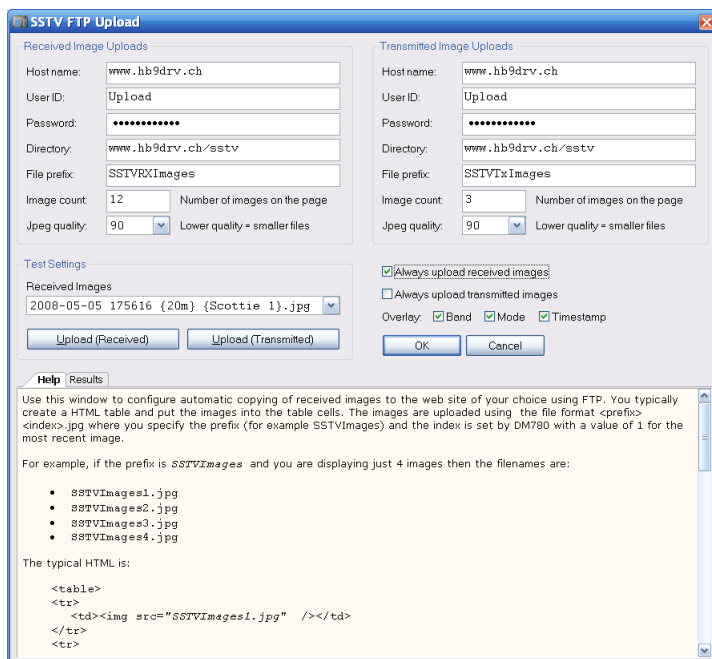 SSTV FTP Upload
Received Image Uploads
Host name: www.hb9drv.ch
User ID: Upload
Password: ••••••••••••
Directory: www.hb9drv.ch/sstv
File prefix: SSTVRXImages
Image count: 12 Number of images on the page
Jpeg quality: 90 Lower quality = smaller files
Transmitted Image Uploads
Host name: www.hb9drv.ch
User ID: Upload
Password: ••••••••••••
Directory: www.hb9drv.ch/sstv
File prefix: SSTVTxImages
Image count: 3 Number of images on the page
Jpeg quality: 90 Lower quality = smaller files
Test Settings
Received Images
2008-05-05 175616 {20m} {Scottie 1}.jpg
Upload (Received) Upload (Transmitted)
Always upload received images
Always upload transmitted images
Overlay: Band Mode Timestamp
OK Cancel
Help Results
Use this window to configure automatic copying of received images to the web site of your choice using FTP. You typically
create a HTML table and put the images into the table cells. The images are uploaded using the file format <prefix>
<index>.jpg where you specify the prefix (for example SSTVImages) and the index is set by DM780 with a value of 1 for the
most recent image.
For example, if the prefix is SSTVImages and you are displaying just 4 images then the filenames are:
• SSTVImages1.jpg
• SSTVImages2.jpg
• SSTVImages3.jpg
• SSTVImages4.jpg
The typical HTML is:
<table>
<tr>
<td><img src="SSTVImages1.jpg" /></td>
</tr>
<tr>